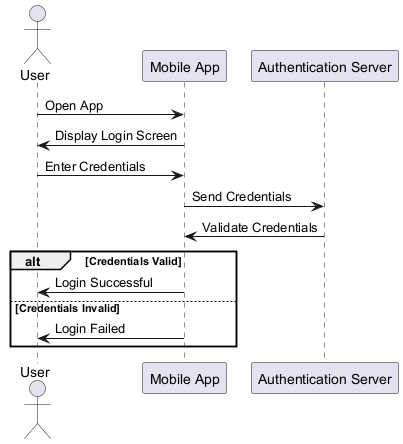 User
Mobile App
Authentication Server
Open App
Display Login Screen
Enter Credentials
Send Credentials
Validate Credentials
alt [Credentials Valid]
Login Successful
[Credentials Invalid]
Login Failed
User
Mobile App
Authentication Server